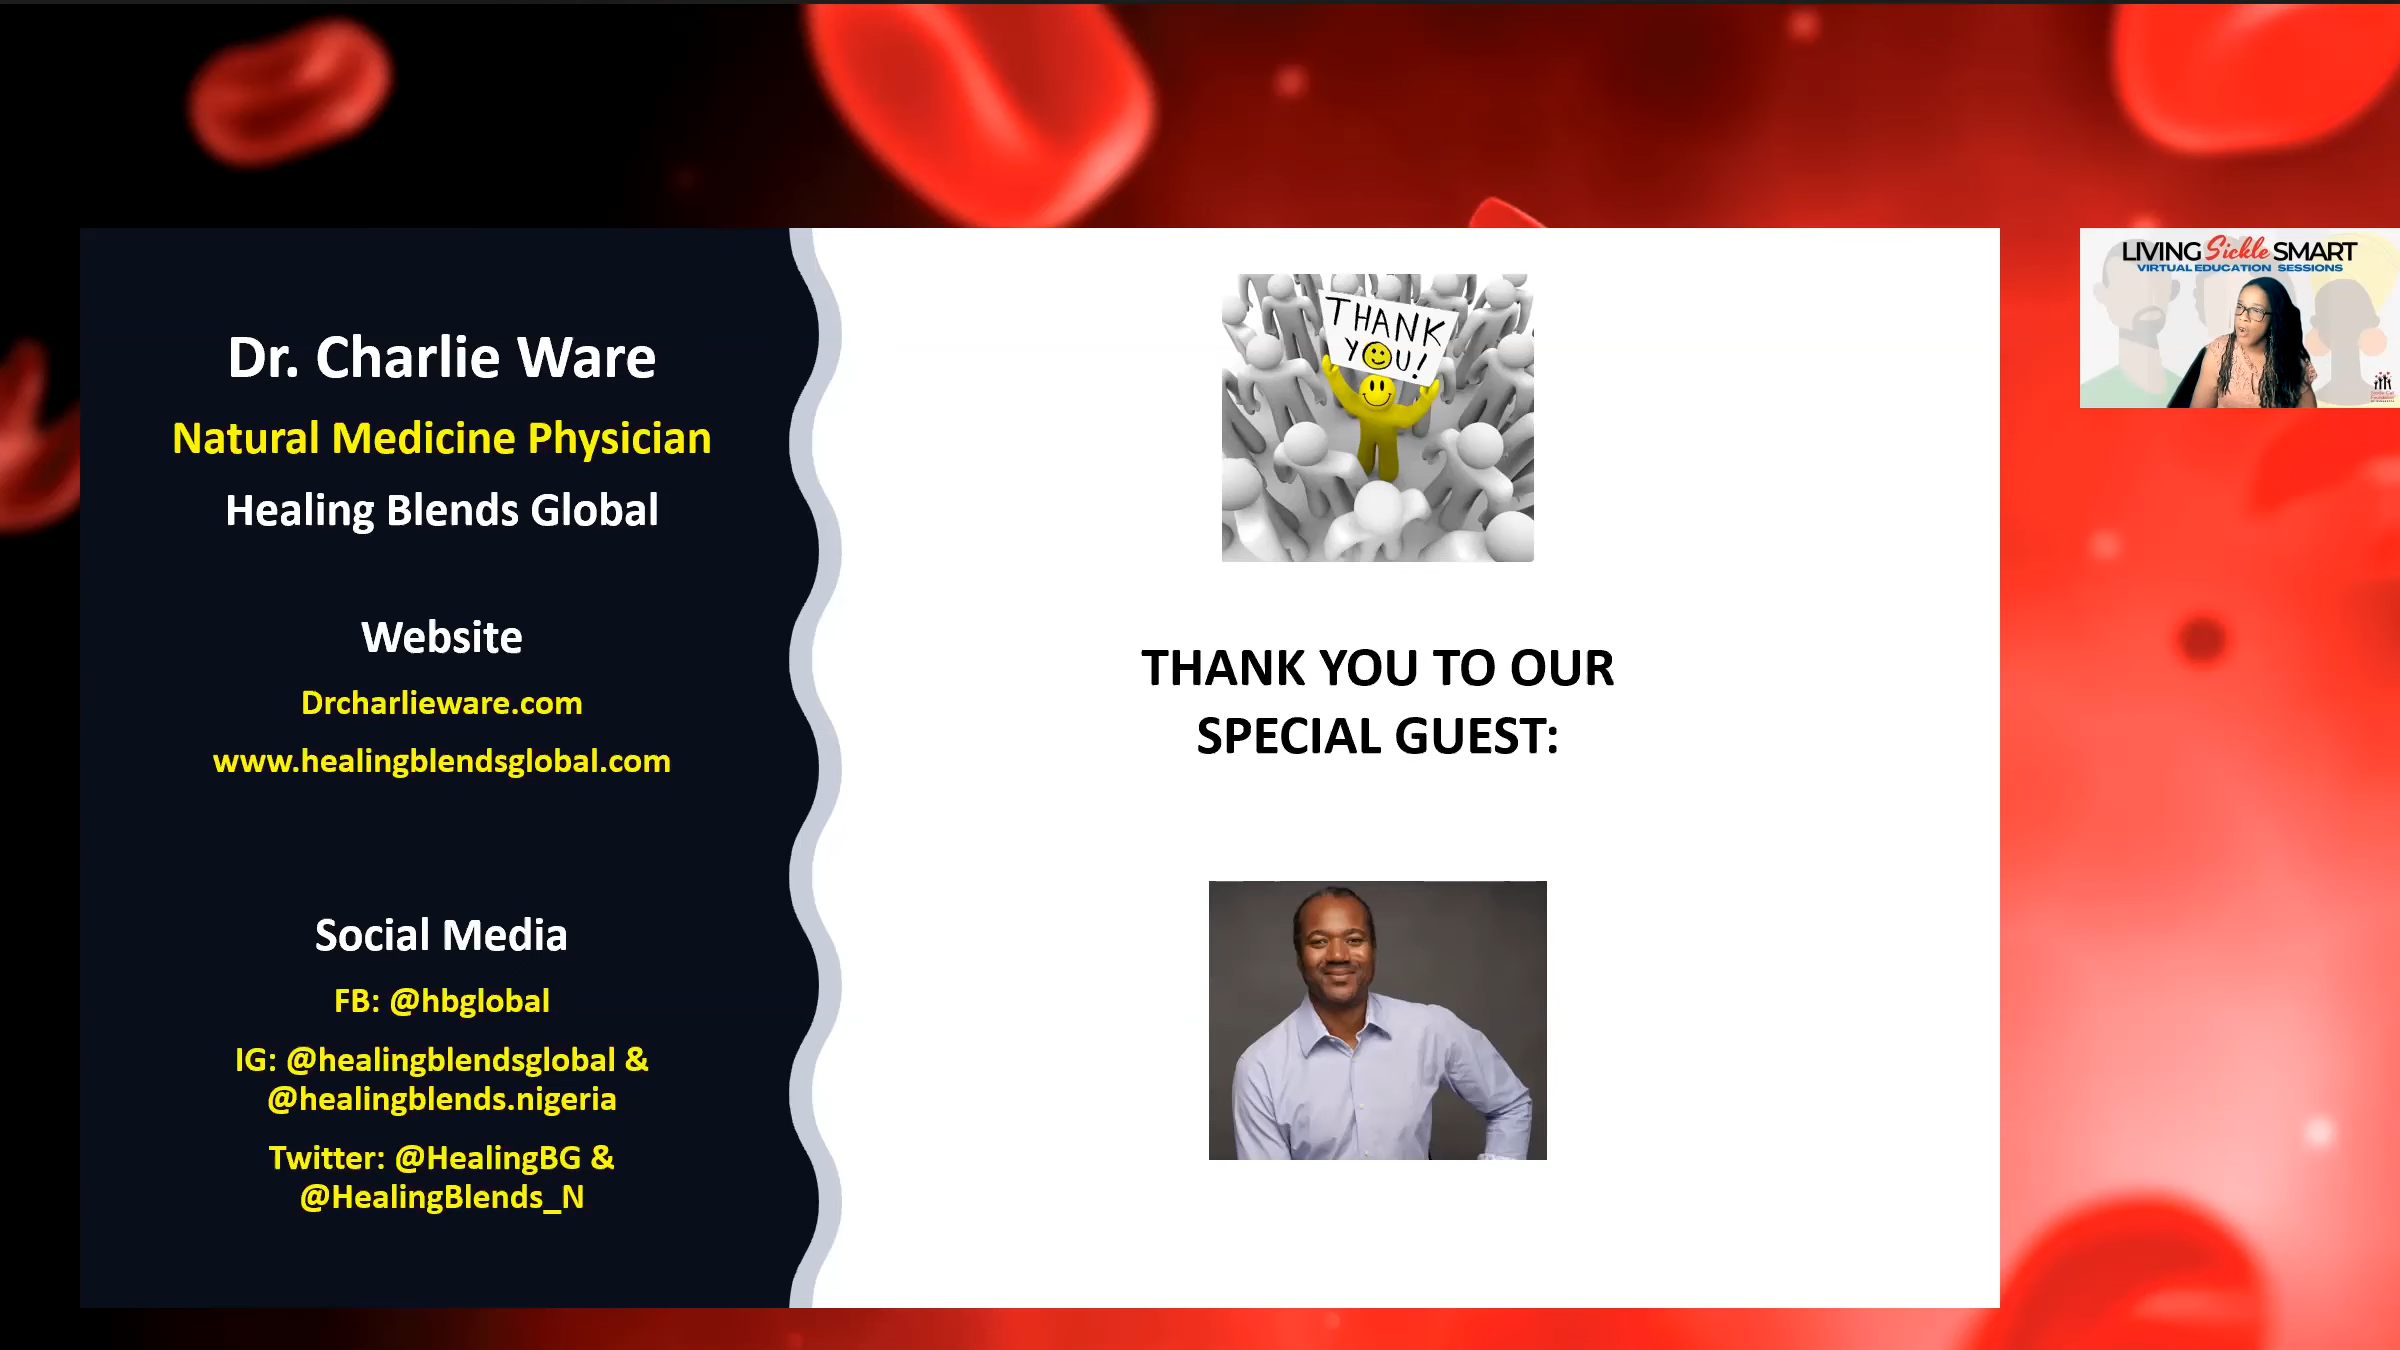 Dr. Charlie Ware
Natural Medicine Physician
Healing Blends Global
Website
Drcharlieware.com
www.healingblendsglobal.com
Social Media
FB: @hbglobal
IG: @healingblendsglobal &
@healingblends.nigeria
Twitter: @HealingBG &
@HealingBlends_N
THANK
YOU!
THANK YOU TO OUR
SPECIAL GUEST:
LIVING Sickle SMART
VIRTUAL EDUCATION SESSIONS